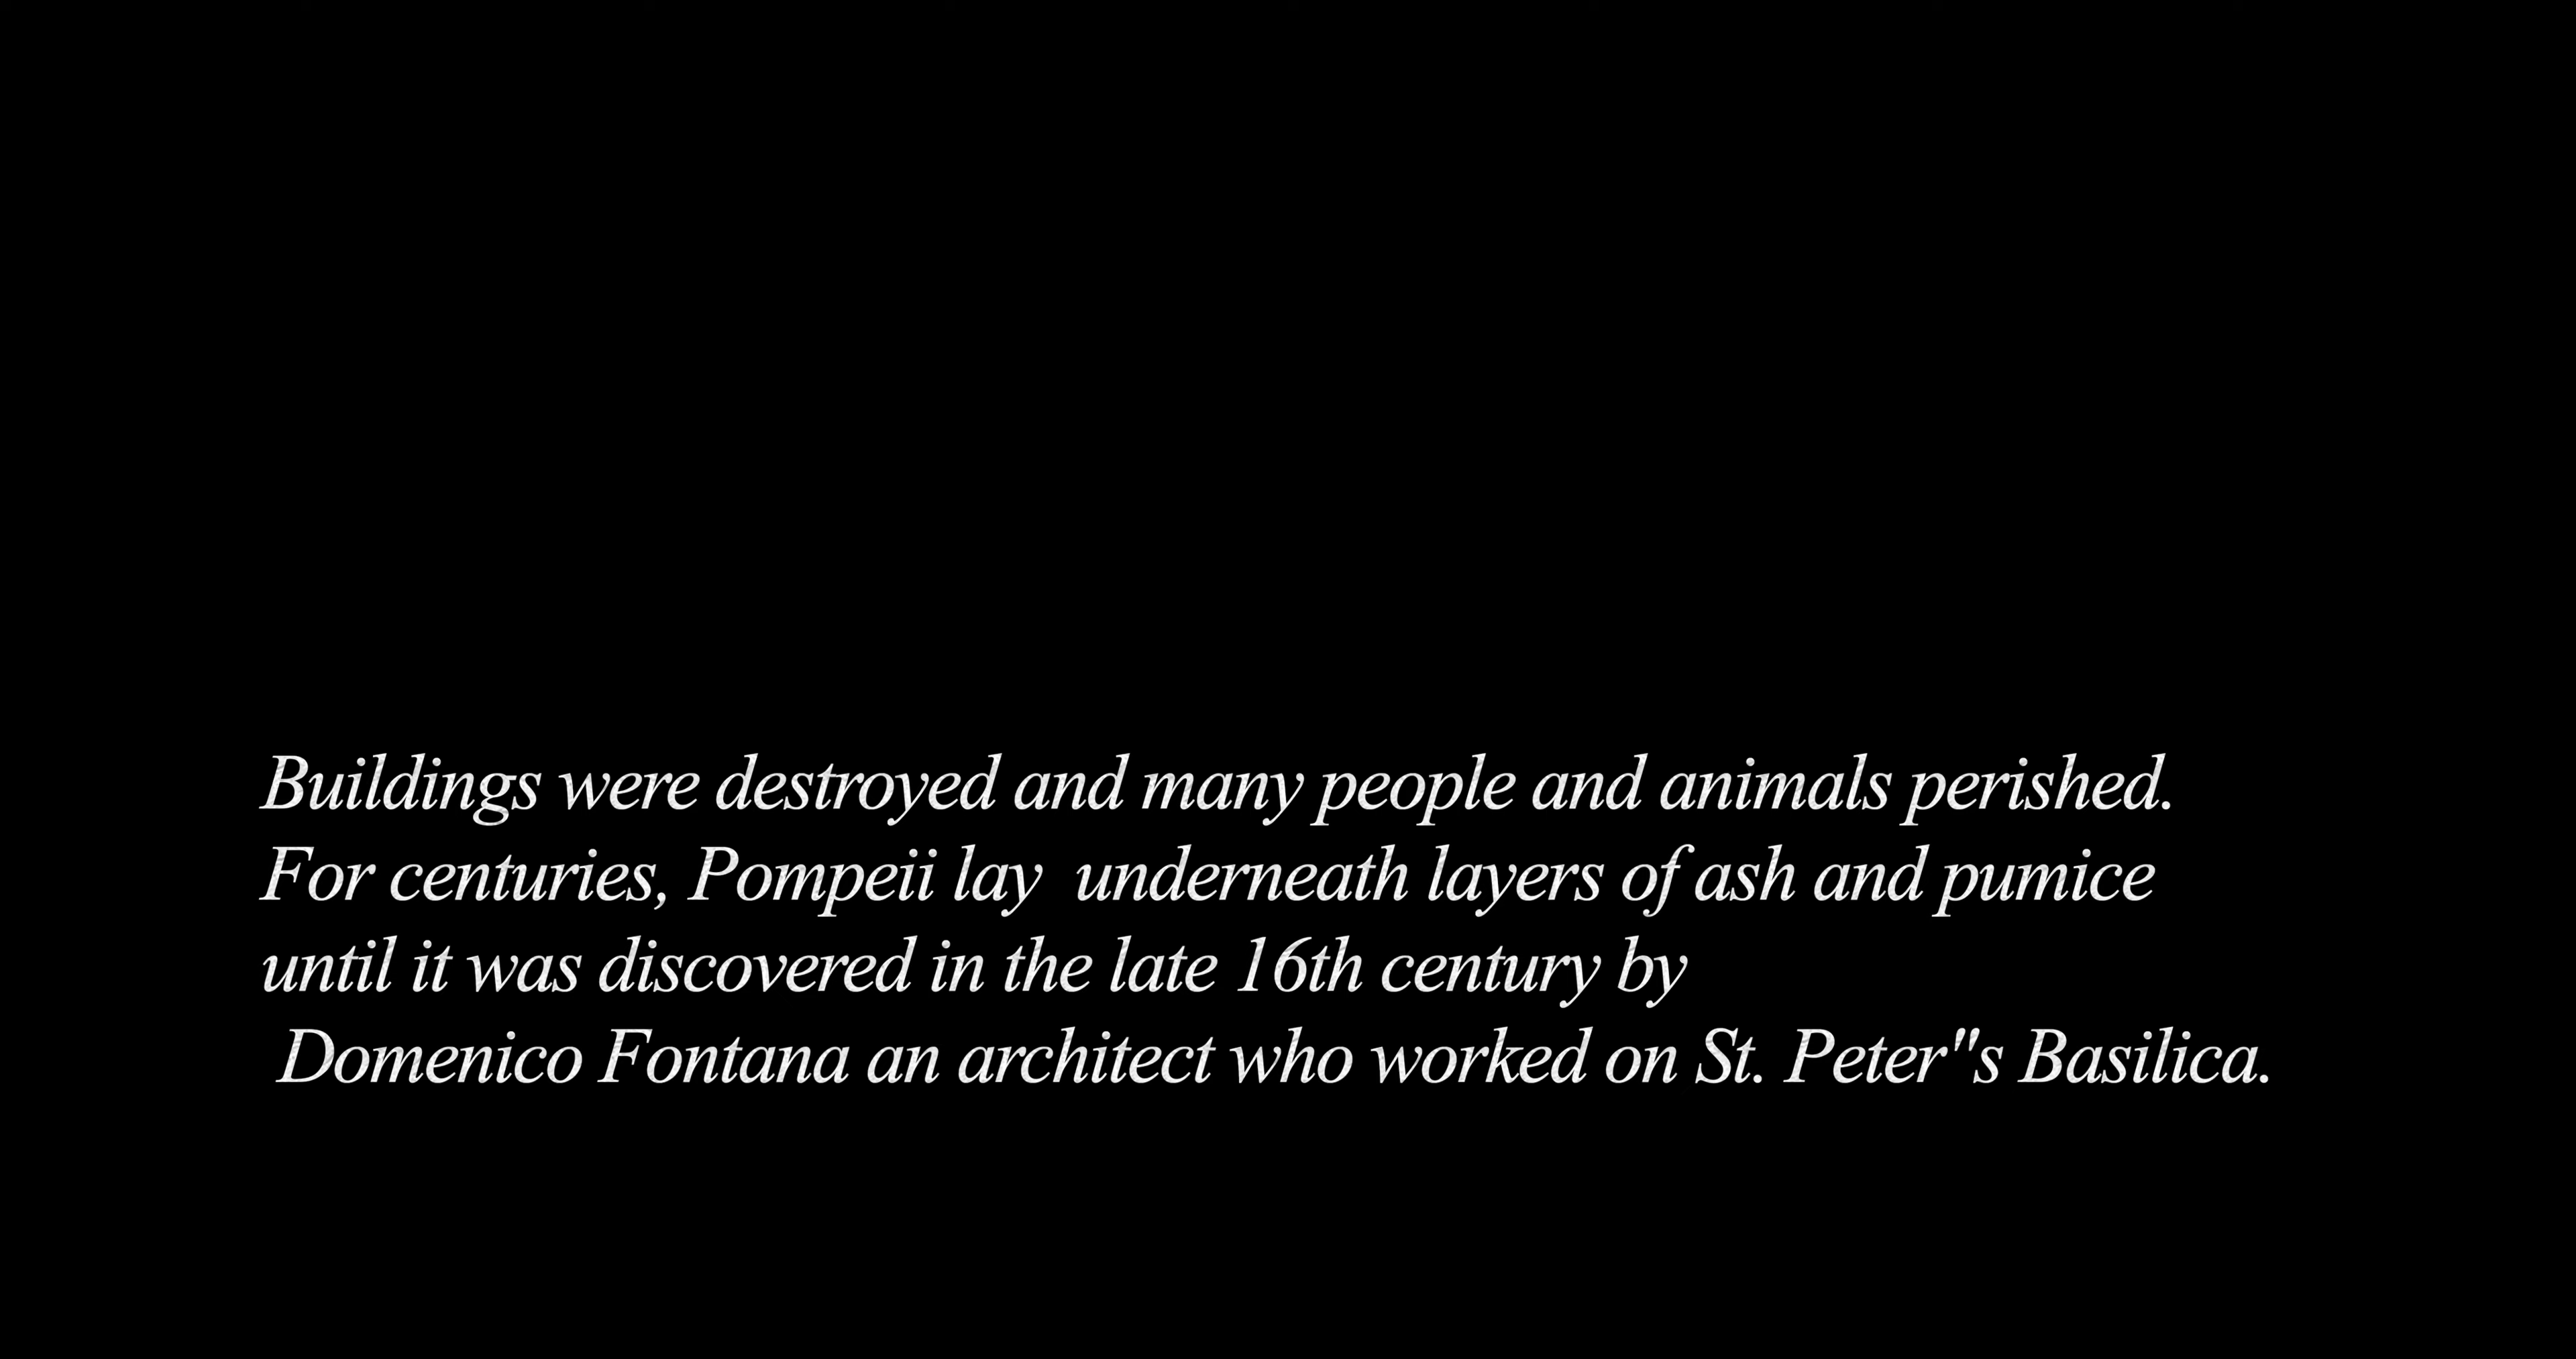 Buildings were destroyed and many people and animals perished.
For centuries, Pompeii lay  underneath layers of ash and pumice
until it was discovered in the late 16th century by
Domenico Fontana an architect who worked on St. Peter"s Basilica.